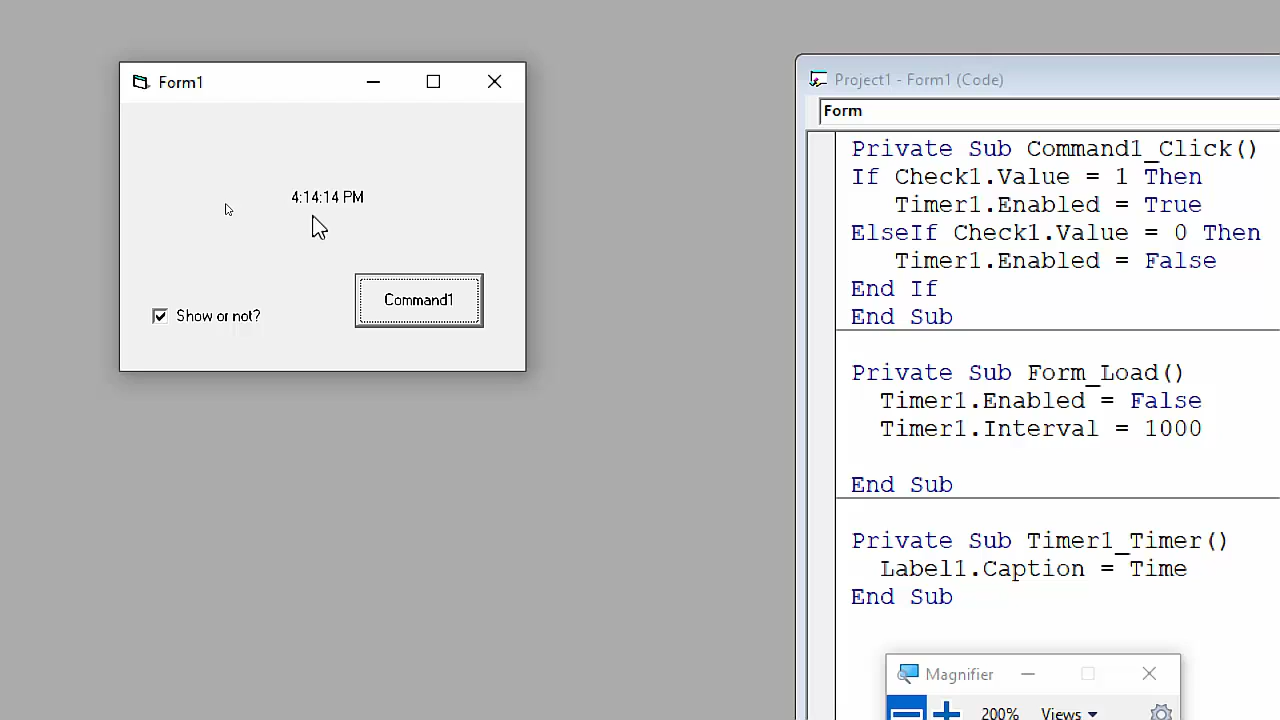 Form1
4:14:14 PM
Show or not?
Command1
Project1 - Form1 (Code)
Form
Private Sub Command1_Click()
If Check1.Value = 1 Then
Timer1.Enabled = True
ElseIf Check1.Value = 0 Then
Timer1.Enabled = False
End If
End Sub
Private Sub Form_Load()
Timer1.Enabled = False
Timer1.Interval = 1000
End Sub
Private Sub Timer1_Timer()
Label1.Caption = Time
End Sub
Magnifier
200% Views